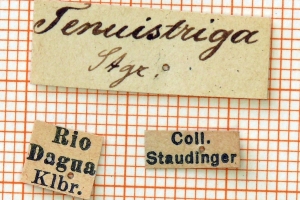 Tenuistriga
Stgr.
Rio
Dagua
Klbr.
Coll.
Staudinger